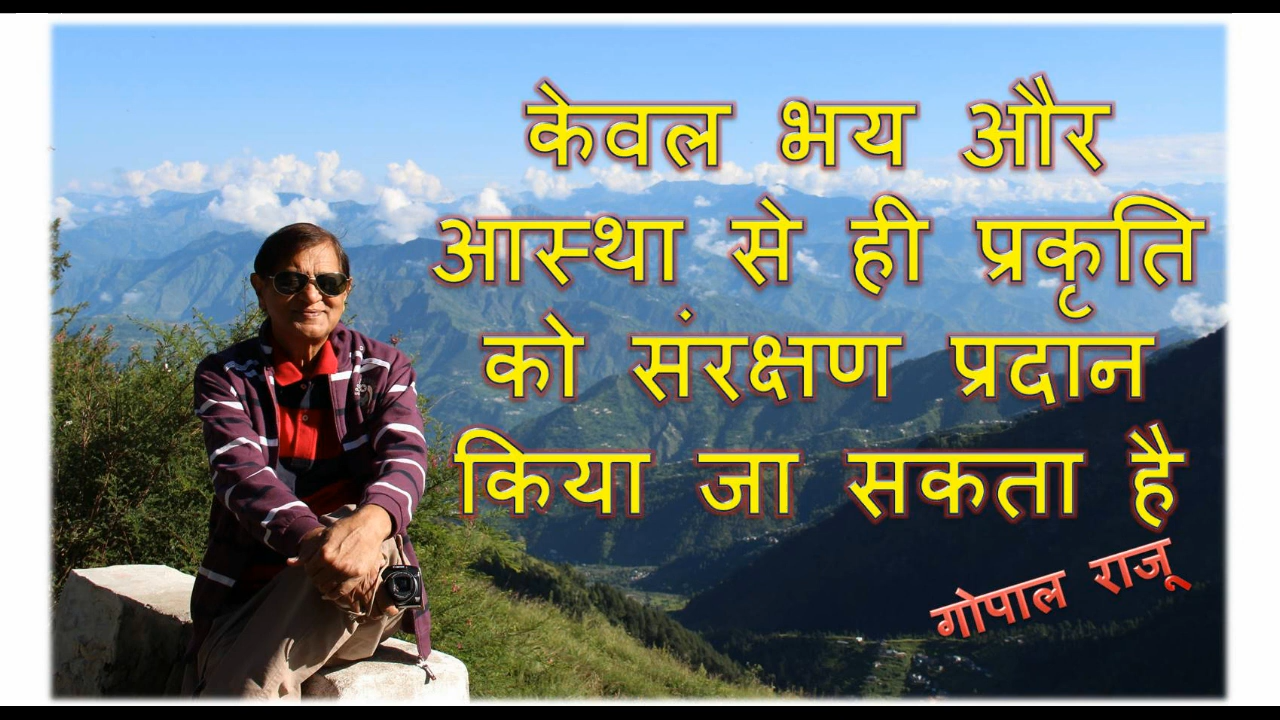 केवल भय और
आस्था से ही प्रकृति
को संरक्षण प्रदान
किया जा सकता है
गोपाल राजू